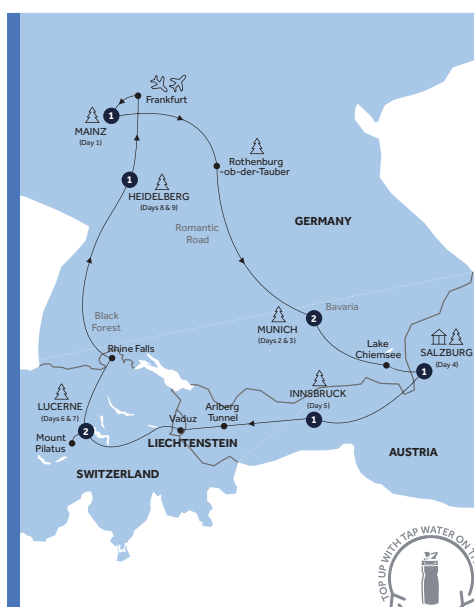 Frankfurt
1
MAINZ
(Day 1)
Rothenburg
-ob-der-Tauber
1
HEIDELBERG
(Days 8 & 9)
GERMANY
Romantic
Road
Bavaria
Black
Forest
2
MUNICH
(Days 2 & 3)
Lake
Chiemsee
Rhine Falls
1
SALZBURG
(Day 4)
INNSBRUCK
(Day 5)
1
LUCERNE
(Days 6 & 7)
2
Vaduz
Arlberg
Tunnel
Mount
Pilatus
LIECHTENSTEIN
AUSTRIA
SWITZERLAND
TOP UP WITH TAP WATER ON